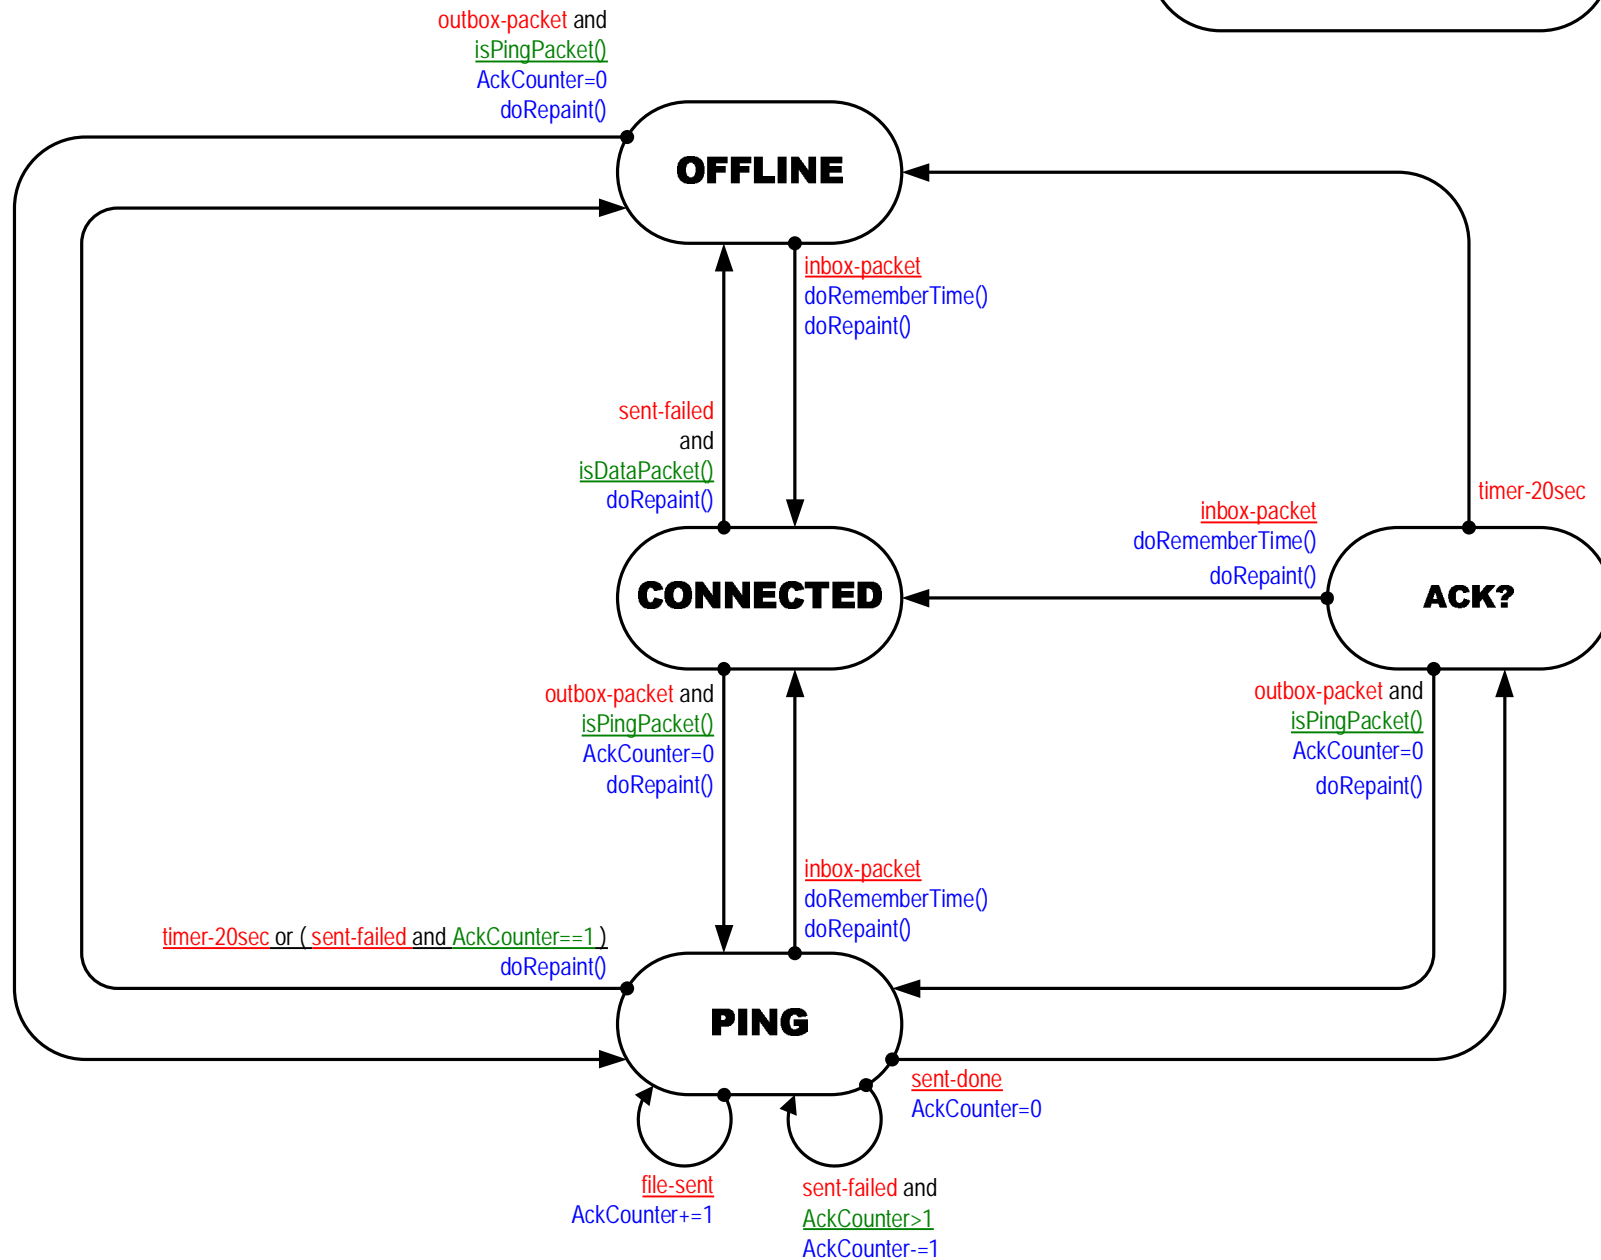 outbox-packet and
isPingPacket()
AckCounter=0
doRepaint()
OFFLINE
inbox-packet
doRememberTime()
doRepaint()
sent-failed
and
isDataPacket()
doRepaint()
timer-20sec
inbox-packet
doRememberTime()
doRepaint()
CONNECTED
ACK?
outbox-packet and
isPingPacket()
AckCounter=0
doRepaint()
outbox-packet and
isPingPacket()
AckCounter=0
doRepaint()
inbox-packet
doRememberTime()
doRepaint()
timer-20sec or ( sent-failed and AckCounter==1 )
doRepaint()
PING
sent-done
AckCounter=0
file-sent
AckCounter+=1
sent-failed and
AckCounter>1
AckCounter-=1